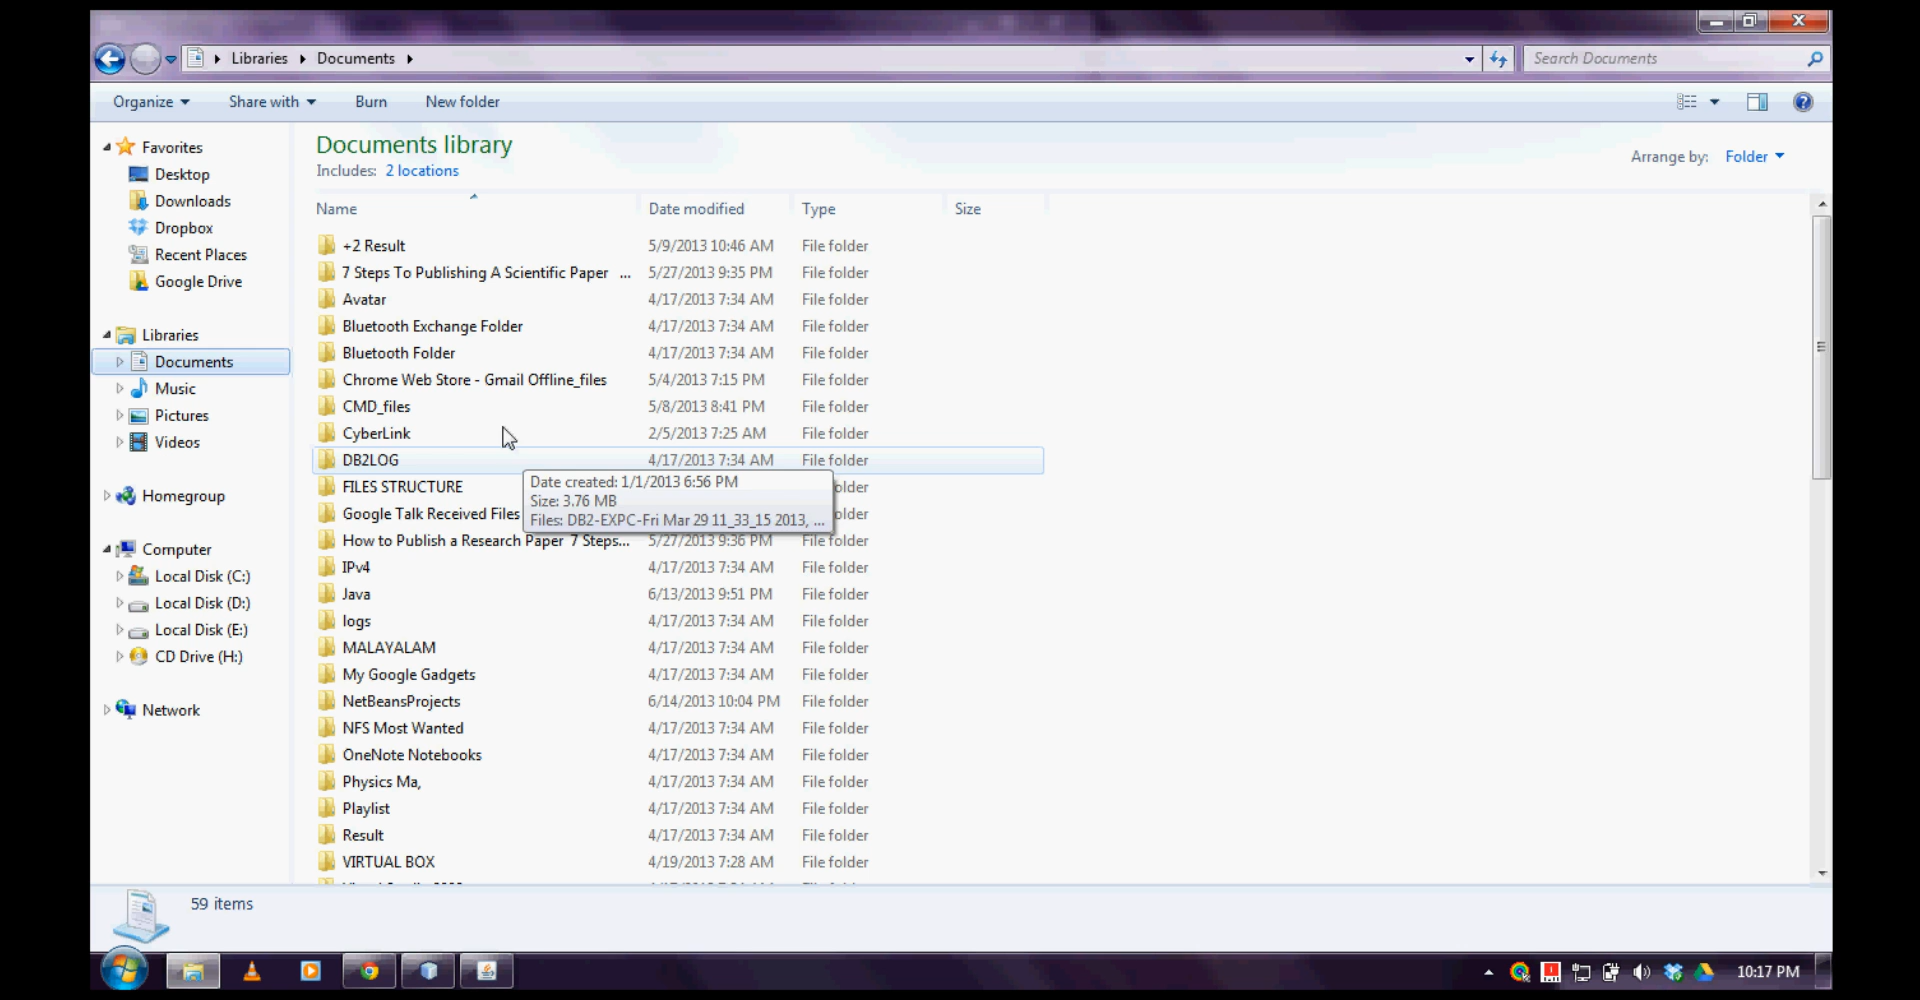 Libraries Documents
Search Documents
Organize Share with Burn New folder
Documents library
Includes: 2 locations
Arrange by: Folder
Favorites
Desktop
Downloads
Dropbox
Recent Places
Google Drive
Libraries
Documents
Music
Pictures
Videos
Homegroup
Computer
Local Disk (C:)
Local Disk (D:)
Local Disk (E:)
CD Drive (H:)
Network
Name Date modified Type Size
+2 Result 5/9/2013 10:46 AM File folder
7 Steps To Publishing A Scientific Paper ... 5/27/2013 9:35 PM File folder
Avatar 4/17/2013 7:34 AM File folder
Bluetooth Exchange Folder 4/17/2013 7:34 AM File folder
Bluetooth Folder 4/17/2013 7:34 AM File folder
Chrome Web Store - Gmail Offline_files 5/4/2013 7:15 PM File folder
CMD_files 5/8/2013 8:41 PM File folder
CyberLink 2/5/2013 7:25 AM File folder
DB2LOG 4/17/2013 7:34 AM File folder
Date created: 1/1/2013 6:56 PM
Size: 3.76 MB
Files: DB2-EXPC-Fri Mar 29 11_33_15 2013, ...
FILES STRUCTURE older
Google Talk Received Files older
How to Publish a Research Paper 7 Steps... 5/27/2013 9:36 PM File folder
IPv4 4/17/2013 7:34 AM File folder
Java 6/13/2013 9:51 PM File folder
logs 4/17/2013 7:34 AM File folder
MALAYALAM 4/17/2013 7:34 AM File folder
My Google Gadgets 4/17/2013 7:34 AM File folder
NetBeansProjects 6/14/2013 10:04 PM File folder
NFS Most Wanted 4/17/2013 7:34 AM File folder
OneNote Notebooks 4/17/2013 7:34 AM File folder
Physics Ma, 4/17/2013 7:34 AM File folder
Playlist 4/17/2013 7:34 AM File folder
Result 4/17/2013 7:34 AM File folder
VIRTUAL BOX 4/19/2013 7:28 AM File folder
59 items
10:17 PM